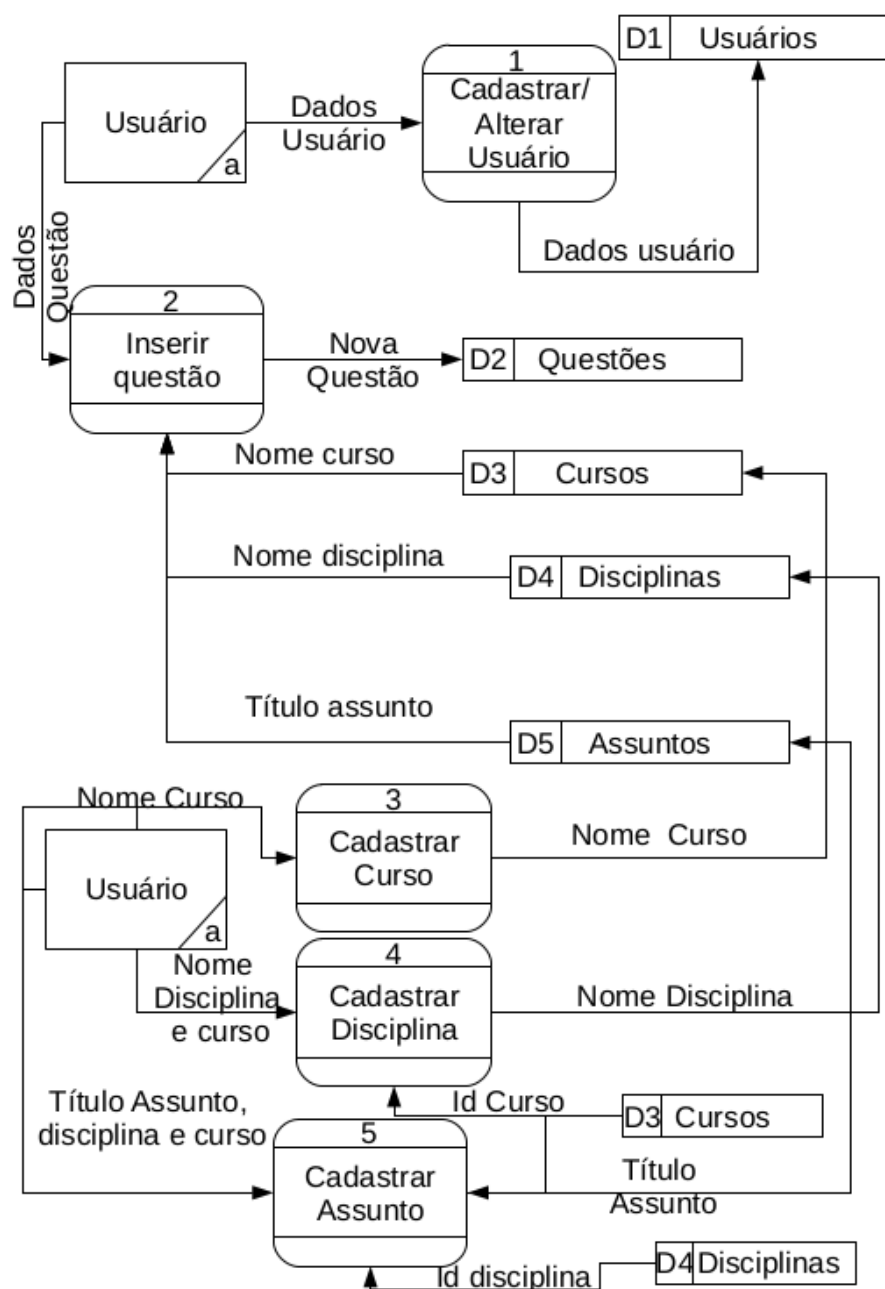 D1 Usuários
1
Cadastrar/
Alterar
Usuário
Usuário
a
Dados
Usuário
Dados usuário
Dados
Questão
2
Inserir
questão
Nova
Questão
D2 Questões
Nome curso
D3 Cursos
Nome disciplina
D4 Disciplinas
Título assunto
D5 Assuntos
Nome Curso
3
Cadastrar
Curso
Nome Curso
Usuário
a
Nome
Disciplina
e curso
4
Cadastrar
Disciplina
Nome Disciplina
Id Curso
D3 Cursos
Título Assunto,
disciplina e curso
5
Cadastrar
Assunto
Título
Assunto
Id disciplina
D4 Disciplinas